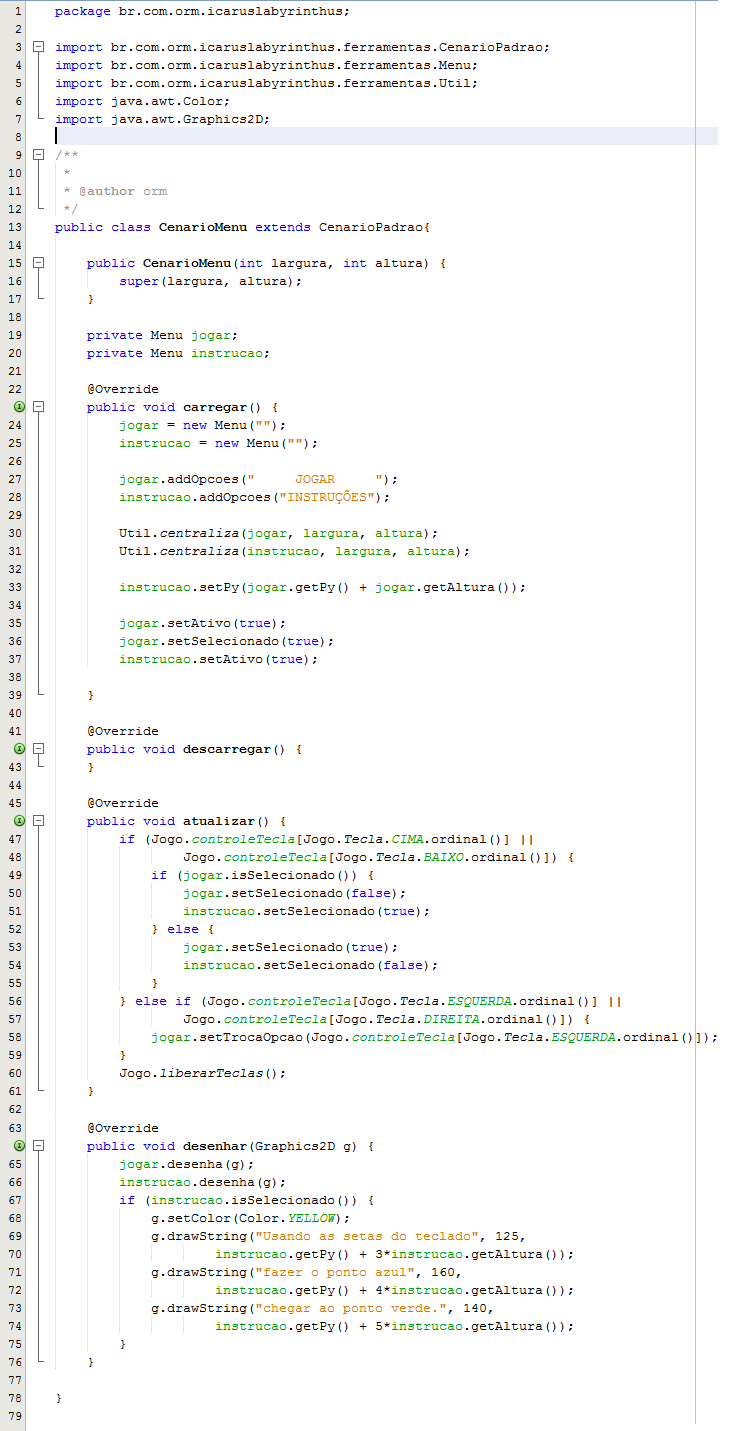 1 package br.com.orm.icaruslabyrinthus;
2
3 import br.com.orm.icaruslabyrinthus.ferramentas.CenarioPadrao;
4 import br.com.orm.icaruslabyrinthus.ferramentas.Menu;
5 import br.com.orm.icaruslabyrinthus.ferramentas.Util;
6 import java.awt.Color;
7 import java.awt.Graphics2D;
8
9 /**
10  *
11  * @author orm
12  */
13 public class CenarioMenu extends CenarioPadrao{
14
15     public CenarioMenu(int largura, int altura) {
16         super(largura, altura);
17     }
18
19     private Menu jogar;
20     private Menu instrucao;
21
22     @Override
    public void carregar() {
24         jogar = new Menu("");
25         instrucao = new Menu("");
26
27         jogar.addOpcoes("     JOGAR     ");
28         instrucao.addOpcoes("INSTRUÇÕES");
29
30         Util.centraliza(jogar, largura, altura);
31         Util.centraliza(instrucao, largura, altura);
32
33         instrucao.setPy(jogar.getPy() + jogar.getAltura());
34
35         jogar.setAtivo(true);
36         jogar.setSelecionado(true);
37         instrucao.setAtivo(true);
38
39     }
40
41     @Override
    public void descarregar() {
43     }
44
45     @Override
    public void atualizar() {
47         if (Jogo.controleTecla[Jogo.Tecla.CIMA.ordinal()] ||
48                 Jogo.controleTecla[Jogo.Tecla.BAIXO.ordinal()]) {
49             if (jogar.isSelecionado()) {
50                 jogar.setSelecionado(false);
51                 instrucao.setSelecionado(true);
52             } else {
53                 jogar.setSelecionado(true);
54                 instrucao.setSelecionado(false);
55             }
56         } else if (Jogo.controleTecla[Jogo.Tecla.ESQUERDA.ordinal()] ||
57                 Jogo.controleTecla[Jogo.Tecla.DIREITA.ordinal()]) {
58             jogar.setTrocaOpcao(Jogo.controleTecla[Jogo.Tecla.ESQUERDA.ordinal()]);
59         }
60         Jogo.liberarTeclas();
61     }
62
63     @Override
    public void desenhar(Graphics2D g) {
65         jogar.desenha(g);
66         instrucao.desenha(g);
67         if (instrucao.isSelecionado()) {
68             g.setColor(Color.YELLOW);
69             g.drawString("Usando as setas do teclado", 125,
70                     instrucao.getPy() + 3*instrucao.getAltura());
71             g.drawString("fazer o ponto azul", 160,
72                     instrucao.getPy() + 4*instrucao.getAltura());
73             g.drawString("chegar ao ponto verde.", 140,
74                     instrucao.getPy() + 5*instrucao.getAltura());
75         }
76     }
77
78 }
79